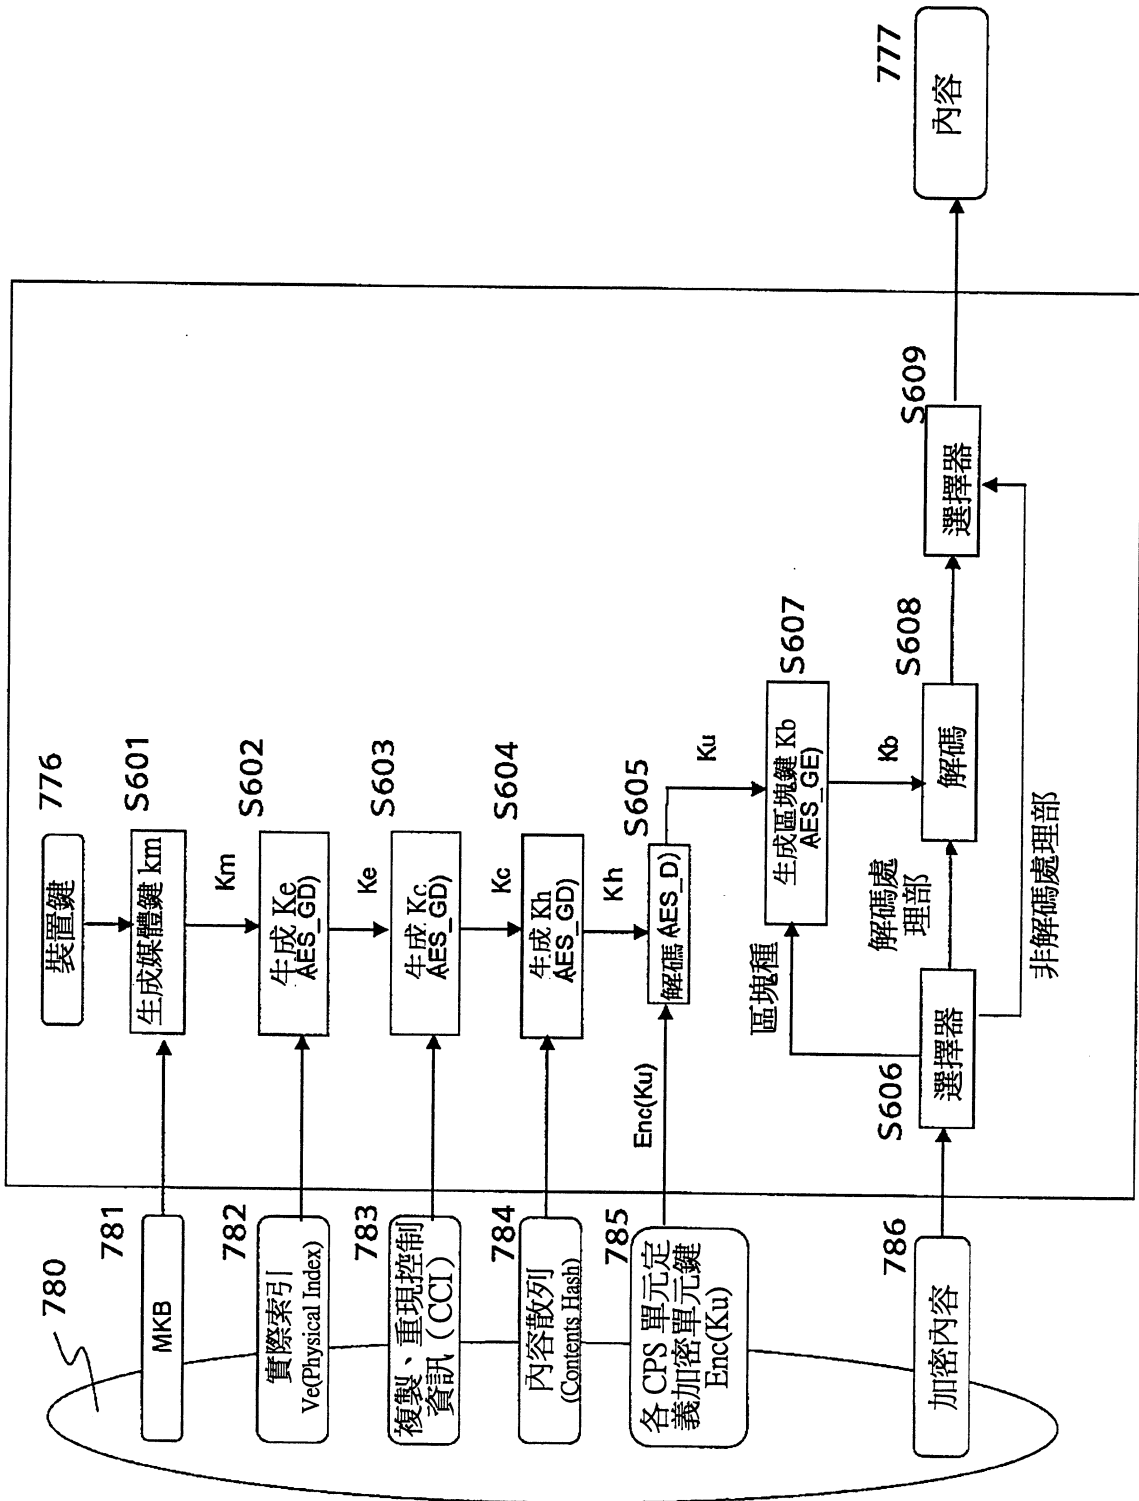 780
781
MKB
782
實際索引
Ve(Physical Index)
783
複製、重現控制
資訊（CCI）
784
內容散列
(Contents Hash)
785
各 CPS 單元定
義加密單元鍵
Enc(Ku)
786
加密內容
776
裝置鍵
S601
生成媒體鍵 km
Km
S602
生成 Ke
AES_GD)
Ke
S603
生成 Kc
AES_GD)
Kc
S604
生成 Kh
AES_GD)
Kh
S605
解碼 AES_D)
Enc(Ku)
Ku
S606
選擇器
區塊種
S607
生成區塊鍵 Kb
AES_GE)
Kb
解碼處
理部
S608
解碼
非解碼處理部
S609
選擇器
777
內容